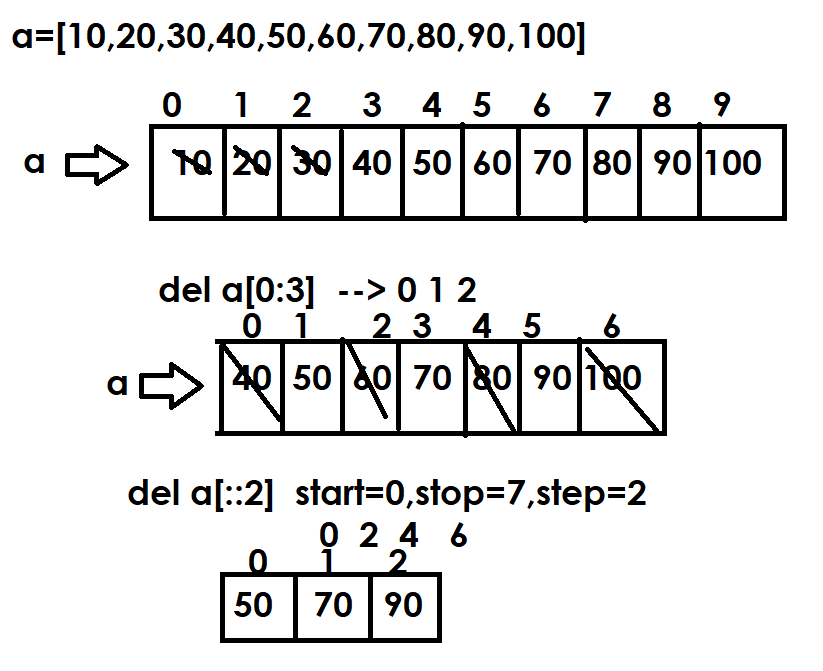 a=[10,20,30,40,50,60,70,80,90,100]
0 1 2 3 4 5 6 7 8 9
a 10 20 30 40 50 60 70 80 90 100
del a[0:3] --> 0 1 2
0 1 2 3 4 5 6
a 40 50 60 70 80 90 100
del a[::2] start=0,stop=7,step=2
0 2 4 6
0 1 2
50 70 90